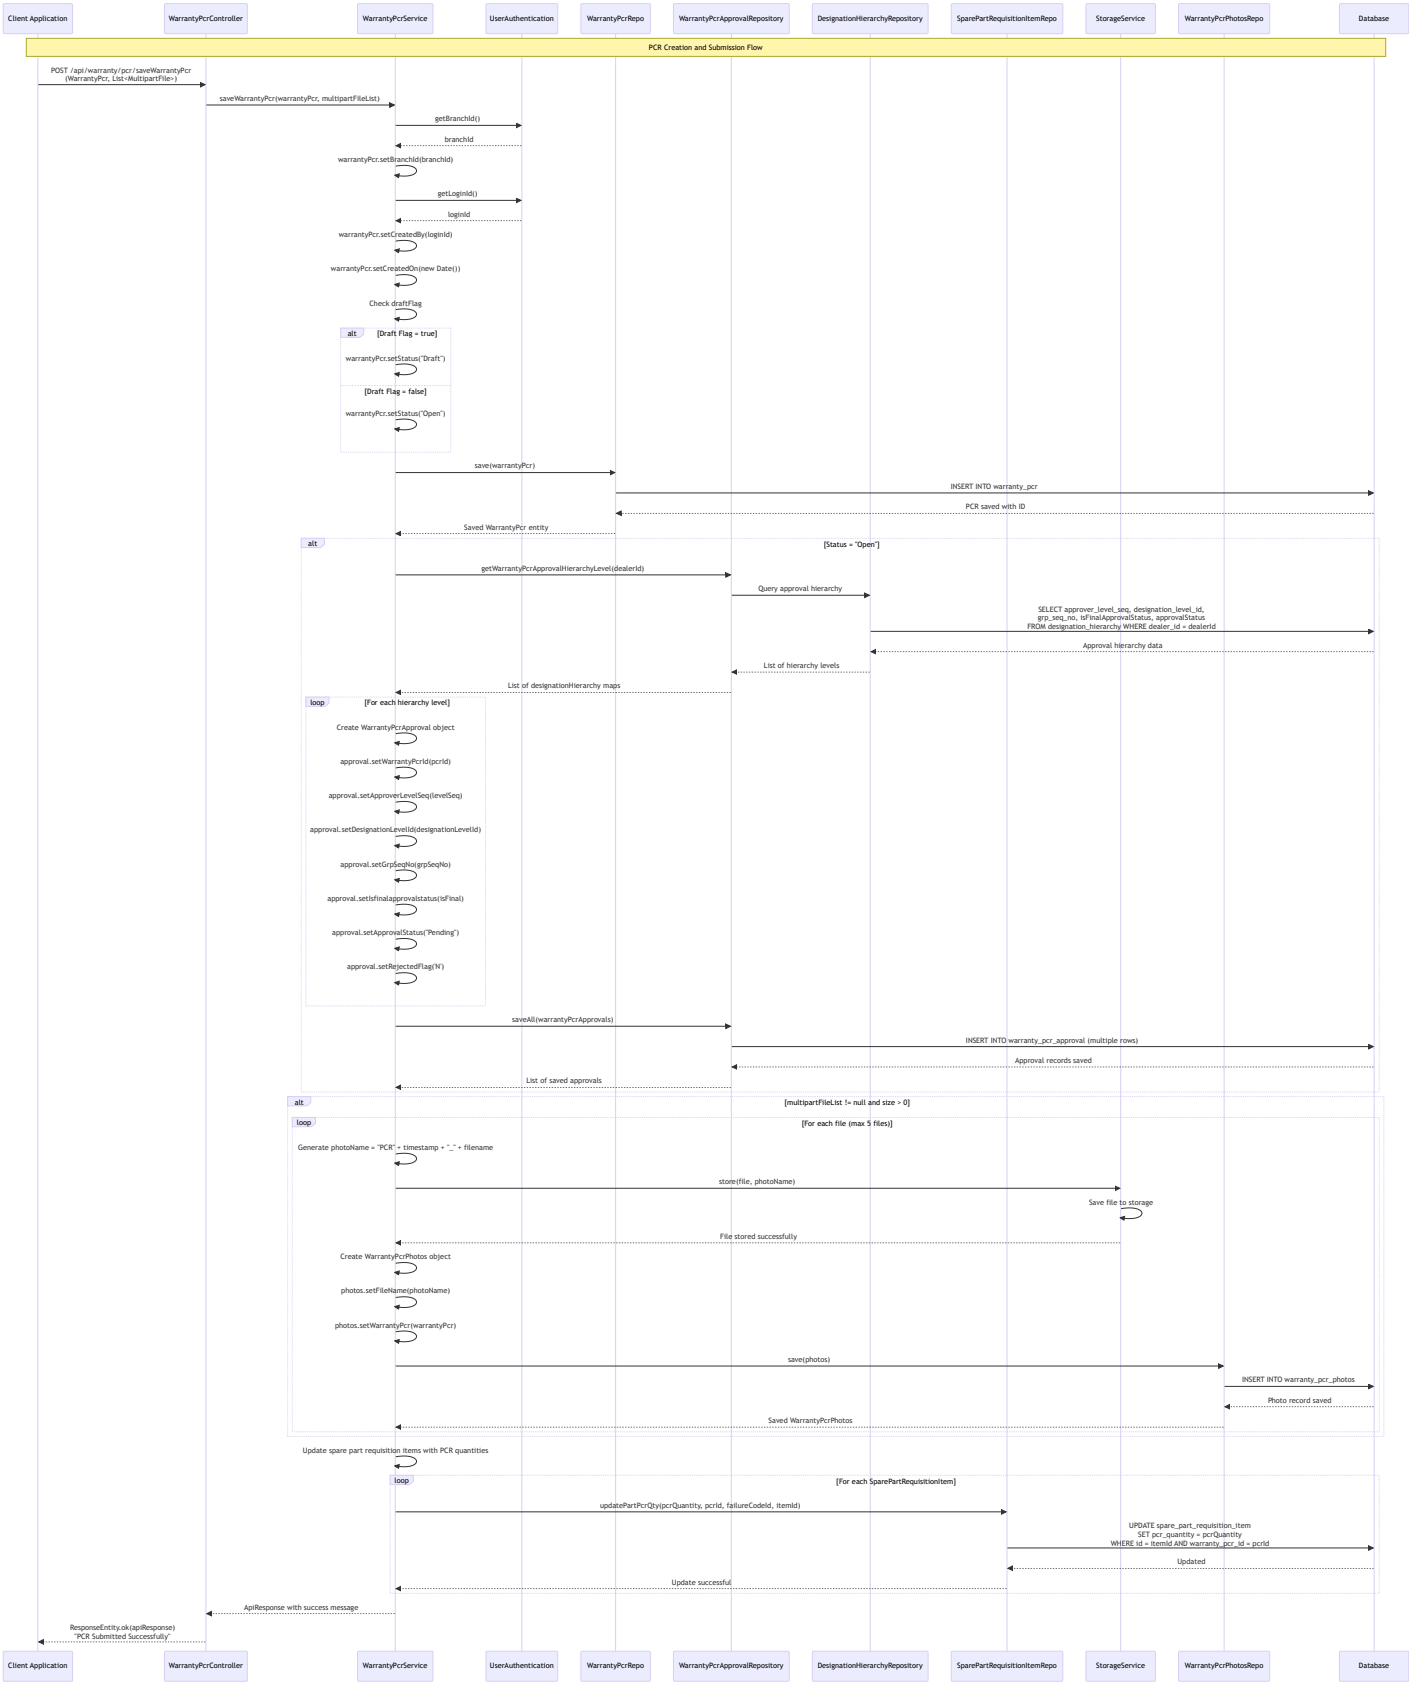 Client Application
WarrantyPcrController
WarrantyPcrService
UserAuthentication
WarrantyPcrRepo
WarrantyPcrApprovalRepository
DesignationHierarchyRepository
SparePartRequisitionItemRepo
StorageService
WarrantyPcrPhotosRepo
Database
PCR Creation and Submission Flow
POST /api/warranty/pcr/saveWarrantyPcr
(WarrantyPcr, List<MultipartFile>)
saveWarrantyPcr(warrantyPcr, multipartFileList)
getBranchId()
branchId
warrantyPcr.setBranchId(branchId)
getLoginId()
loginId
warrantyPcr.setCreatedBy(loginId)
warrantyPcr.setCreatedOn(new Date())
Check draftFlag
alt
[Draft Flag = true]
warrantyPcr.setStatus("Draft")
[Draft Flag = false]
warrantyPcr.setStatus("Open")
save(warrantyPcr)
INSERT INTO warranty_pcr
PCR saved with ID
Saved WarrantyPcr entity
alt
[Status = "Open"]
getWarrantyPcrApprovalHierarchyLevel(dealerId)
Query approval hierarchy
SELECT approver_level_seq, designation_level_id,
grp_seq_no, isFinalApprovalStatus, approvalStatus
FROM designation_hierarchy WHERE dealer_id = dealerId
Approval hierarchy data
List of hierarchy levels
List of designationHierarchy maps
loop
[For each hierarchy level]
Create WarrantyPcrApproval object
approval.setWarrantyPcrId(pcrId)
approval.setApproverLevelSeq(levelSeq)
approval.setDesignationLevelId(designationLevelId)
approval.setGrpSeqNo(grpSeqNo)
approval.setIsfinalapprovalstatus(isFinal)
approval.setApprovalStatus("Pending")
approval.setRejectedFlag('N')
saveAll(warrantyPcrApprovals)
INSERT INTO warranty_pcr_approval (multiple rows)
Approval records saved
List of saved approvals
alt
[multipartFileList != null and size > 0]
loop
[For each file (max 5 files)]
Generate photoName = "PCR" + timestamp + "_" + filename
store(file, photoName)
Save file to storage
File stored successfully
Create WarrantyPcrPhotos object
photos.setFileName(photoName)
photos.setWarrantyPcr(warrantyPcr)
save(photos)
INSERT INTO warranty_pcr_photos
Photo record saved
Saved WarrantyPcrPhotos
Update spare part requisition items with PCR quantities
loop
[For each SparePartRequisitionItem]
updatePartPcrQty(pcrQuantity, pcrId, failureCodeId, itemId)
UPDATE spare_part_requisition_item
SET pcr_quantity = pcrQuantity
WHERE id = itemId AND warranty_pcr_id = pcrId
Updated
Update successful
ApiResponse with success message
ResponseEntity.ok(apiResponse)
"PCR Submitted Successfully"
Client Application
WarrantyPcrController
WarrantyPcrService
UserAuthentication
WarrantyPcrRepo
WarrantyPcrApprovalRepository
DesignationHierarchyRepository
SparePartRequisitionItemRepo
StorageService
WarrantyPcrPhotosRepo
Database